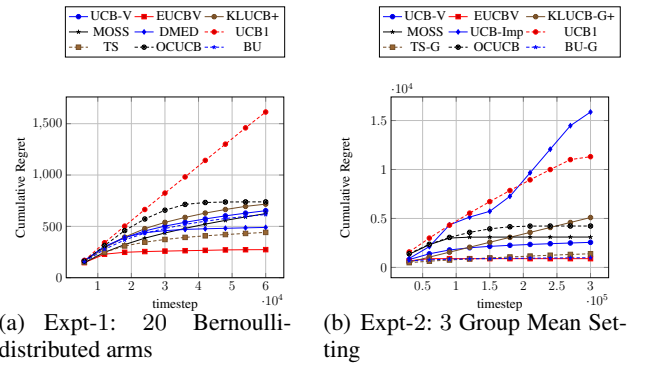 UCB-V EUCBV KLUCB+
MOSS DMED UCB1
TS OCUCB BU
Cumulative Regret
1,500
1,000
500
0
1 2 3 4 5 6
timestep
·10^4
(a) Expt-1: 20 Bernoulli-
distributed arms
UCB-V EUCBV KLUCB-G+
MOSS UCB-Imp UCB1
TS-G OCUCB BU-G
·10^4
Cumulative Regret
1.5
1
0.5
0
0.5 1 1.5 2 2.5 3
timestep
·10^5
(b) Expt-2: 3 Group Mean Set-
ting